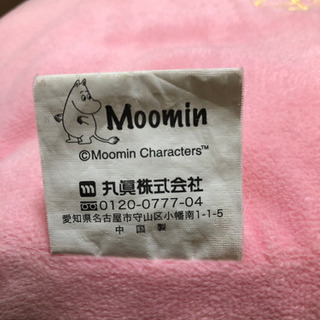 Moomin
©Moomin Characters™
m 丸眞株式会社
0120-0777-04
愛知県名古屋市守山区小幡南1-1-5
中国製